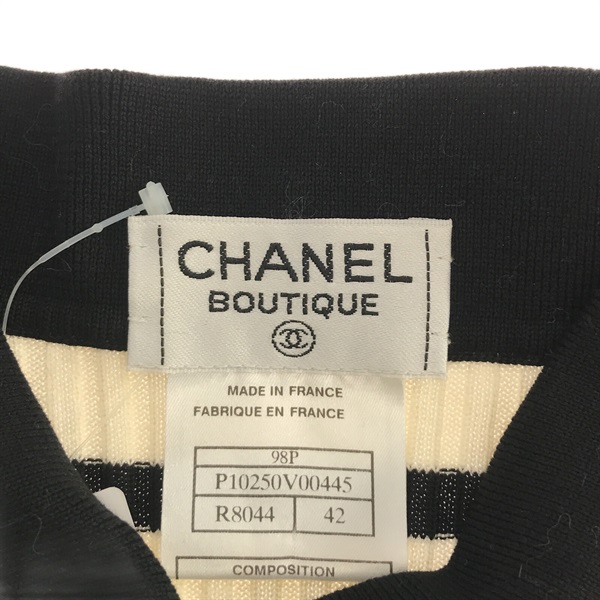 CHANEL
BOUTIQUE
MADE IN FRANCE
FABRIQUE EN FRANCE
98P
P10250V00445
R8044 42
COMPOSITION